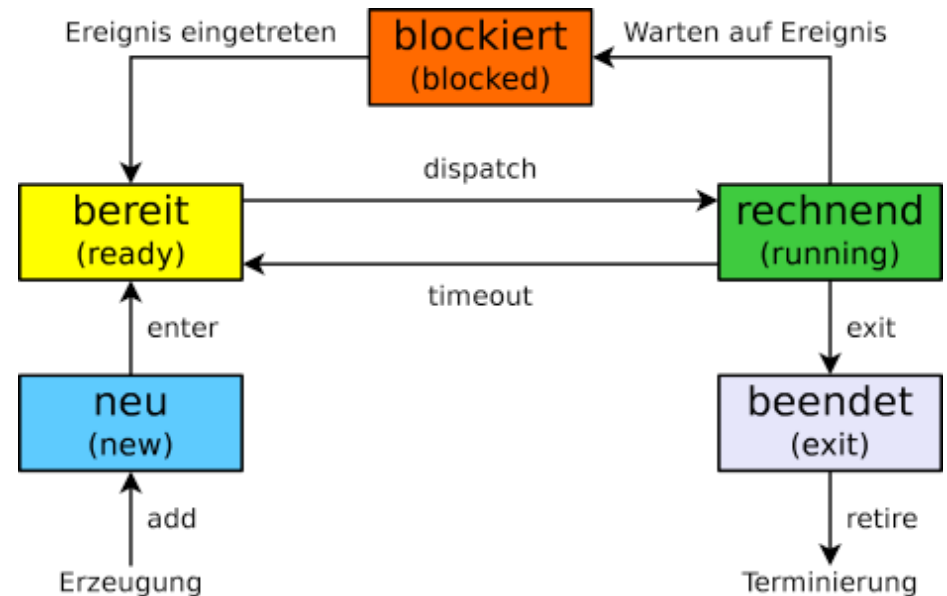 Ereignis eingetreten
blockiert
(blocked)
Warten auf Ereignis
dispatch
bereit
(ready)
rechnend
(running)
timeout
enter
exit
neu
(new)
beendet
(exit)
add
retire
Erzeugung
Terminierung